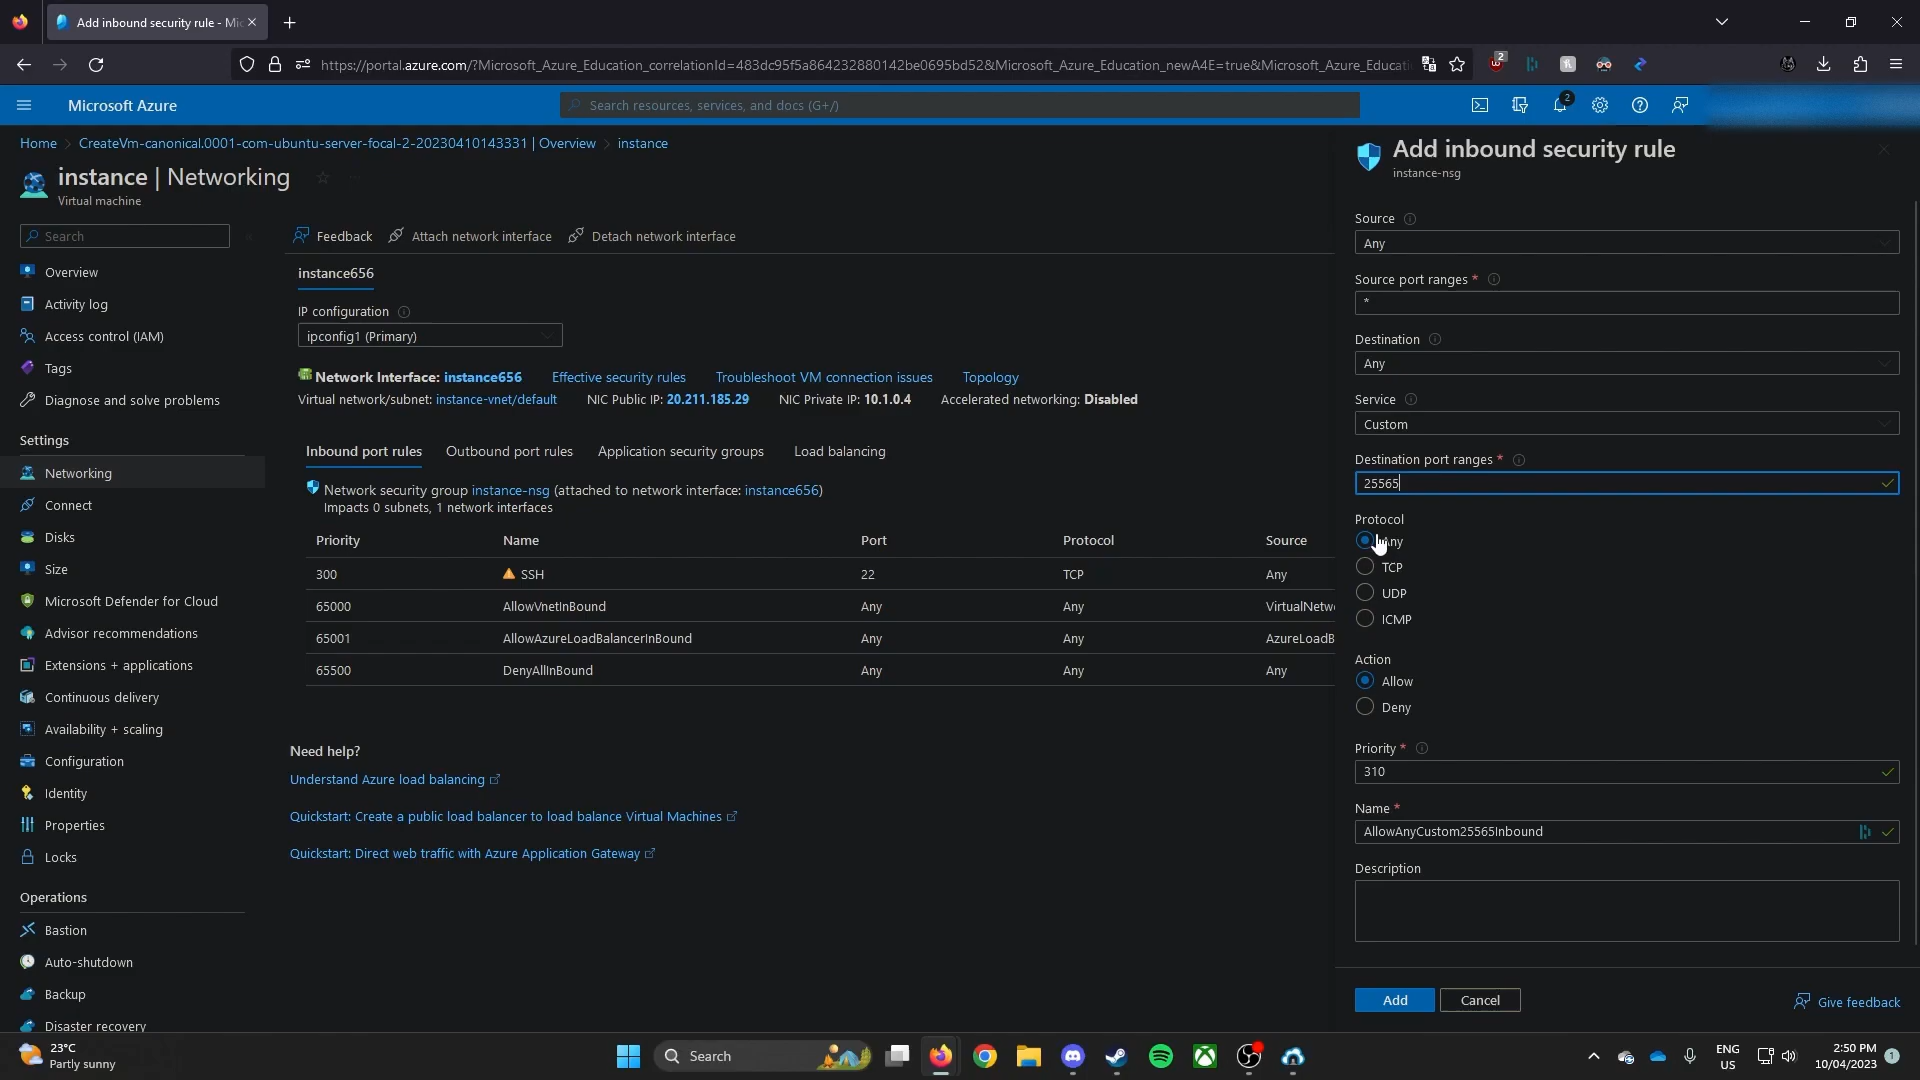 Add inbound security rule - Mic
https://portal.azure.com/?Microsoft_Azure_Education_correlationId=483dc95f5a864232880142be0695bd52&Microsoft_Azure_Education_newA4E=true&Microsoft_Azure_Educati
2
Microsoft Azure
Search resources, services, and docs (G+/)
2
Home > CreateVm-canonical.0001-com-ubuntu-server-focal-2-20230410143331 | Overview > instance
instance | Networking
Virtual machine
Search
Overview
Activity log
Access control (IAM)
Tags
Diagnose and solve problems
Settings
Networking
Connect
Disks
Size
Microsoft Defender for Cloud
Advisor recommendations
Extensions + applications
Continuous delivery
Availability + scaling
Configuration
Identity
Properties
Locks
Operations
Bastion
Auto-shutdown
Backup
Disaster recovery
Feedback Attach network interface Detach network interface
instance656
IP configuration
ipconfig1 (Primary)
Network Interface: instance656 Effective security rules Troubleshoot VM connection issues Topology
Virtual network/subnet: instance-vnet/default NIC Public IP: 20.211.185.29 NIC Private IP: 10.1.0.4 Accelerated networking: Disabled
Inbound port rules Outbound port rules Application security groups Load balancing
Network security group instance-nsg (attached to network interface: instance656)
Impacts 0 subnets, 1 network interfaces
Priority Name Port Protocol Source
300 SSH 22 TCP Any
65000 AllowVnetInBound Any Any VirtualNetwo
65001 AllowAzureLoadBalancerInBound Any Any AzureLoadB
65500 DenyAllInBound Any Any Any
Need help?
Understand Azure load balancing
Quickstart: Create a public load balancer to load balance Virtual Machines
Quickstart: Direct web traffic with Azure Application Gateway
Add inbound security rule
instance-nsg
Source
Any
Source port ranges *
*
Destination
Any
Service
Custom
Destination port ranges *
25565
Protocol
Any
TCP
UDP
ICMP
Action
Allow
Deny
Priority *
310
Name *
AllowAnyCustom25565Inbound
Description
Add Cancel
Give feedback
23°C
Partly sunny
Search
ENG
US
2:50 PM
10/04/2023
1